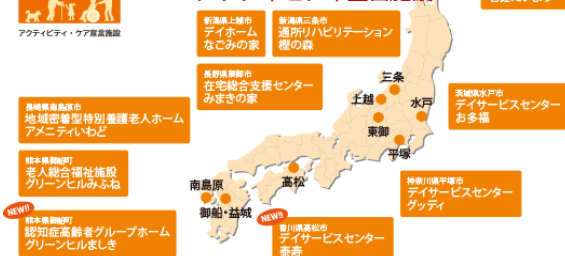 アクティビティ・ケア宣言施設
新潟県上越市
デイホーム
なごみの家
新潟県三条市
通所リハビリテーション
樫の森
長野県東御市
在宅総合支援センター
みまきの家
三条
上越
水戸
東御
平塚
茨城県水戸市
デイサービスセンター
お多福
長崎県南島原市
地域密着型特別養護老人ホーム
アメニティいわど
熊本県御船町
老人総合福祉施設
グリーンヒルみふね
南島原
高松
御船・益城
神奈川県平塚市
デイサービスセンター
グッディ
NEW!!
熊本県御船町
認知症高齢者グループホーム
グリーンヒルましき
NEW!!
香川県高松市
デイサービスセンター
泰寿